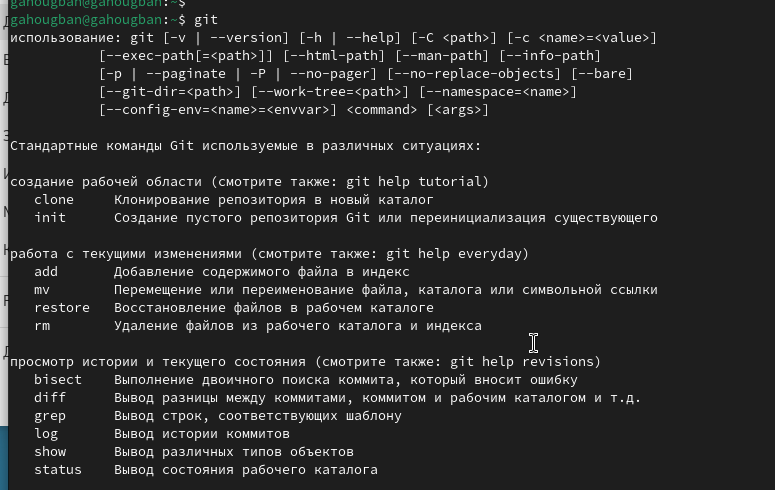 gahougban@gahougban:~$
gahougban@gahougban:~$ git
использование: git [-v | --version] [-h | --help] [-C <path>] [-c <name>=<value>]
           [--exec-path[=<path>]] [--html-path] [--man-path] [--info-path]
           [-p | --paginate | -P | --no-pager] [--no-replace-objects] [--bare]
           [--git-dir=<path>] [--work-tree=<path>] [--namespace=<name>]
           [--config-env=<name>=<envvar>] <command> [<args>]
Стандартные команды Git используемые в различных ситуациях:
создание рабочей области (смотрите также: git help tutorial)
   clone     Клонирование репозитория в новый каталог
   init      Создание пустого репозитория Git или переинициализация существующего
работа с текущими изменениями (смотрите также: git help everyday)
   add       Добавление содержимого файла в индекс
   mv        Перемещение или переименование файла, каталога или символьной ссылки
   restore   Восстановление файлов в рабочем каталоге
   rm        Удаление файлов из рабочего каталога и индекса
просмотр истории и текущего состояния (смотрите также: git help revisions)
   bisect    Выполнение двоичного поиска коммита, который вносит ошибку
   diff      Вывод разницы между коммитами, коммитом и рабочим каталогом и т.д.
   grep      Вывод строк, соответствующих шаблону
   log       Вывод истории коммитов
   show      Вывод различных типов объектов
   status    Вывод состояния рабочего каталога